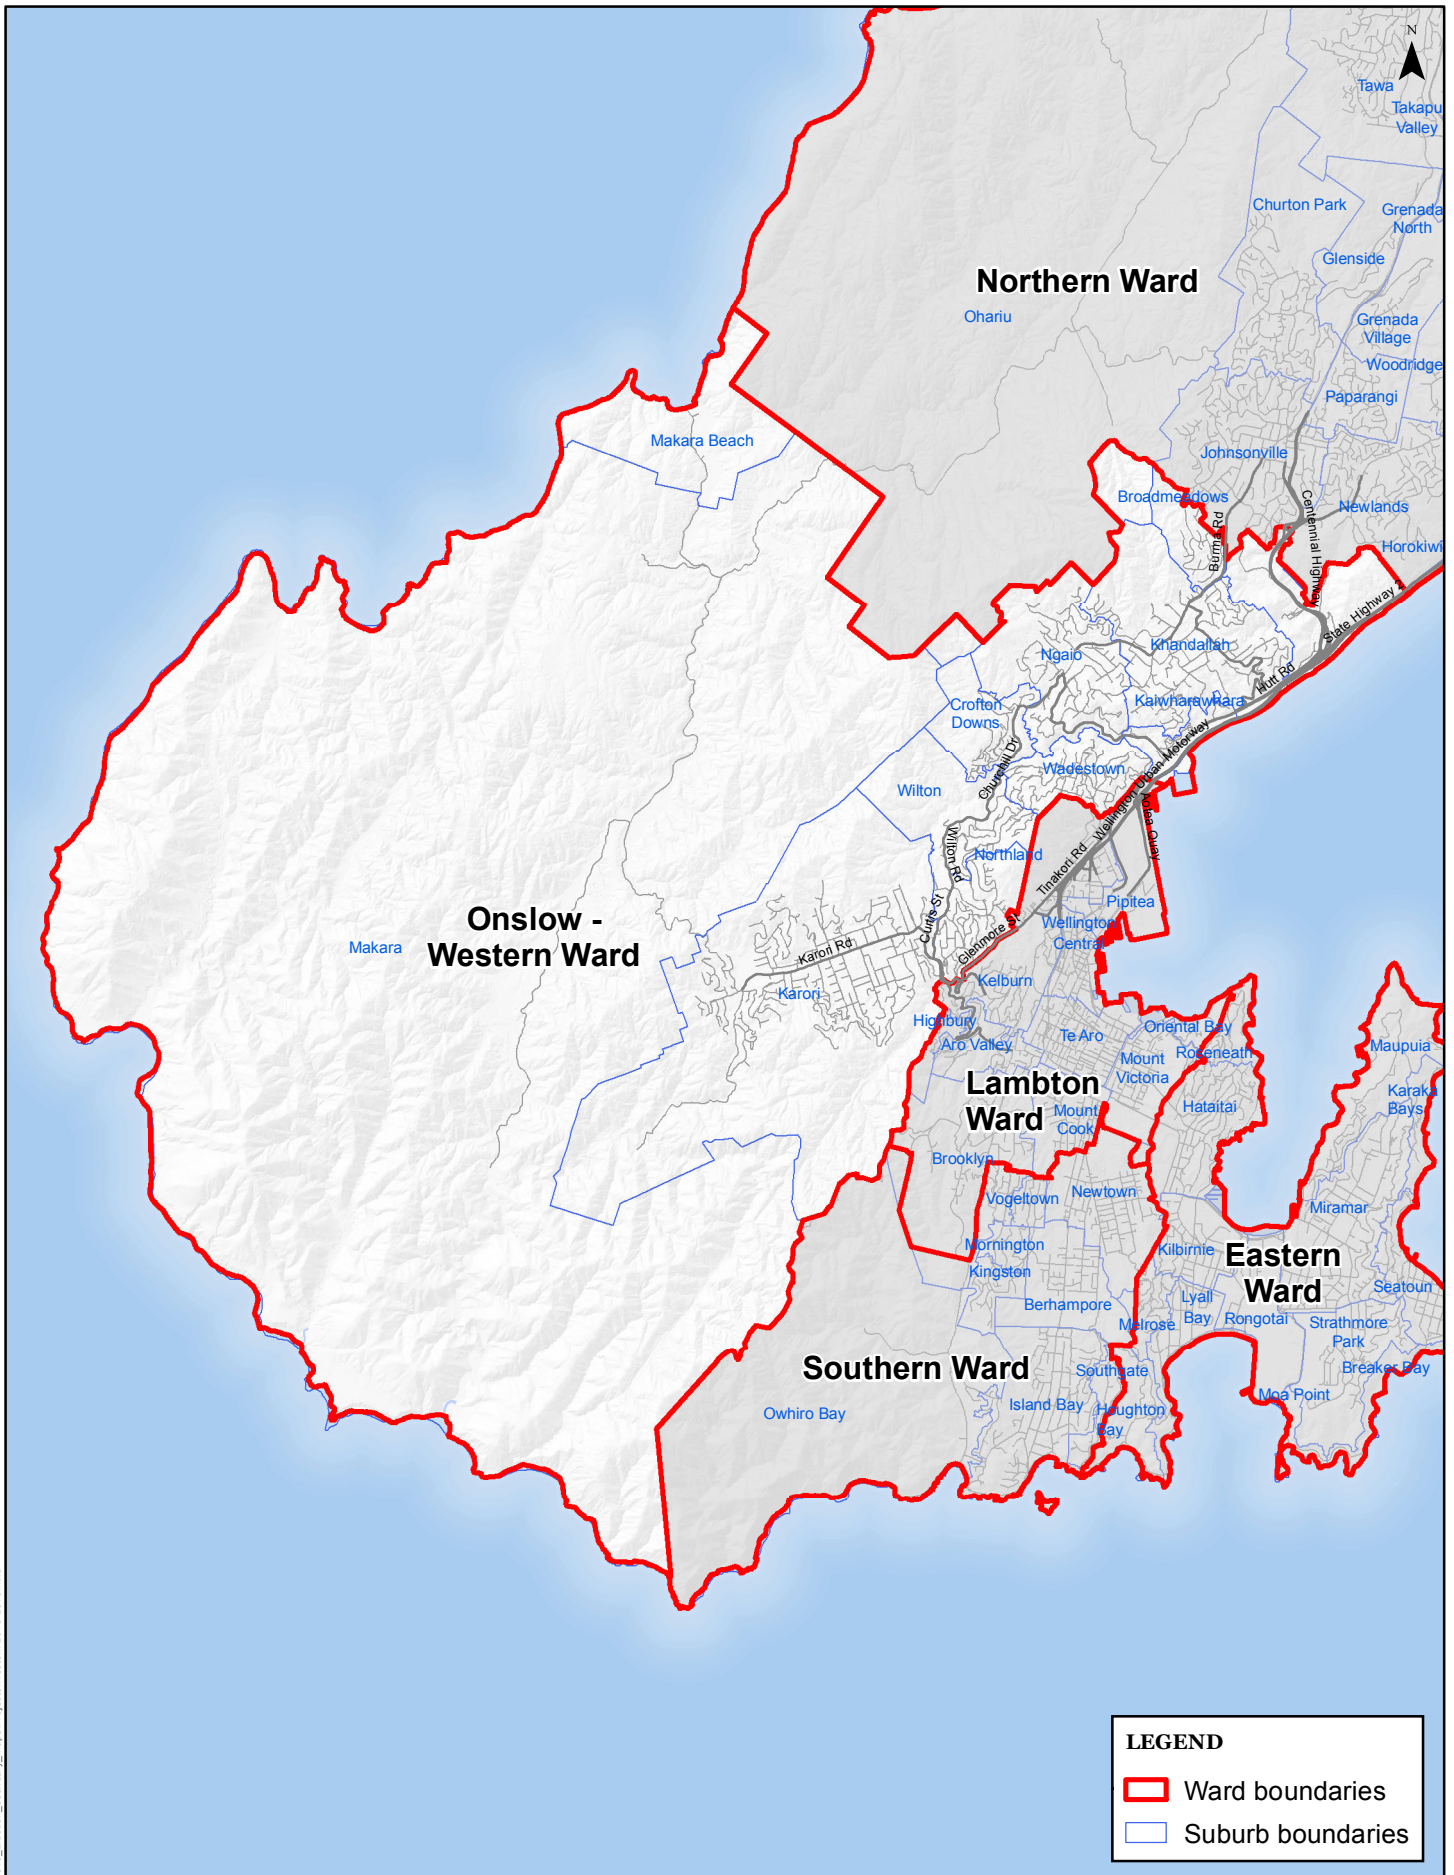 N
Tawa
Takapu
Valley
Churton Park
Grenada
North
Glenside
Northern Ward
Ohariu
Grenada
Village
Woodridge
Paparangi
Makara Beach
Johnsonville
Broadmeadows
Newlands
Centennial Highway
Burma Rd
Horokiwi
State Highway 2
Khandallah
Ngaio
Hutt Rd
Crofton
Downs
Kaiwharawhara
Wellington Urban Motorway
Churchill Dr
Wadestown
Wilton
Aotea Quay
Wilton Rd
Northland
Tinakori Rd
Pipitea
Onslow -
Western Ward
Makara
Curtis St
Glenmore St
Wellington
Central
Karori Rd
Karori
Kelburn
Highbury
Aro Valley
Te Aro
Oriental Bay
Roseneath
Maupuia
Mount
Victoria
Lambton
Ward
Mount
Cook
Hataitai
Karaka
Bays
Brooklyn
Vogeltown
Newtown
Miramar
Mornington
Kilbirnie
Eastern
Ward
Kingston
Seatoun
Berhampore
Lyall
Bay
Rongotai
Melrose
Strathmore
Park
Southern Ward
Southgate
Breaker Bay
Moa Point
Owhiro Bay
Island Bay
Houghton
Bay
LEGEND
Ward boundaries
Suburb boundaries